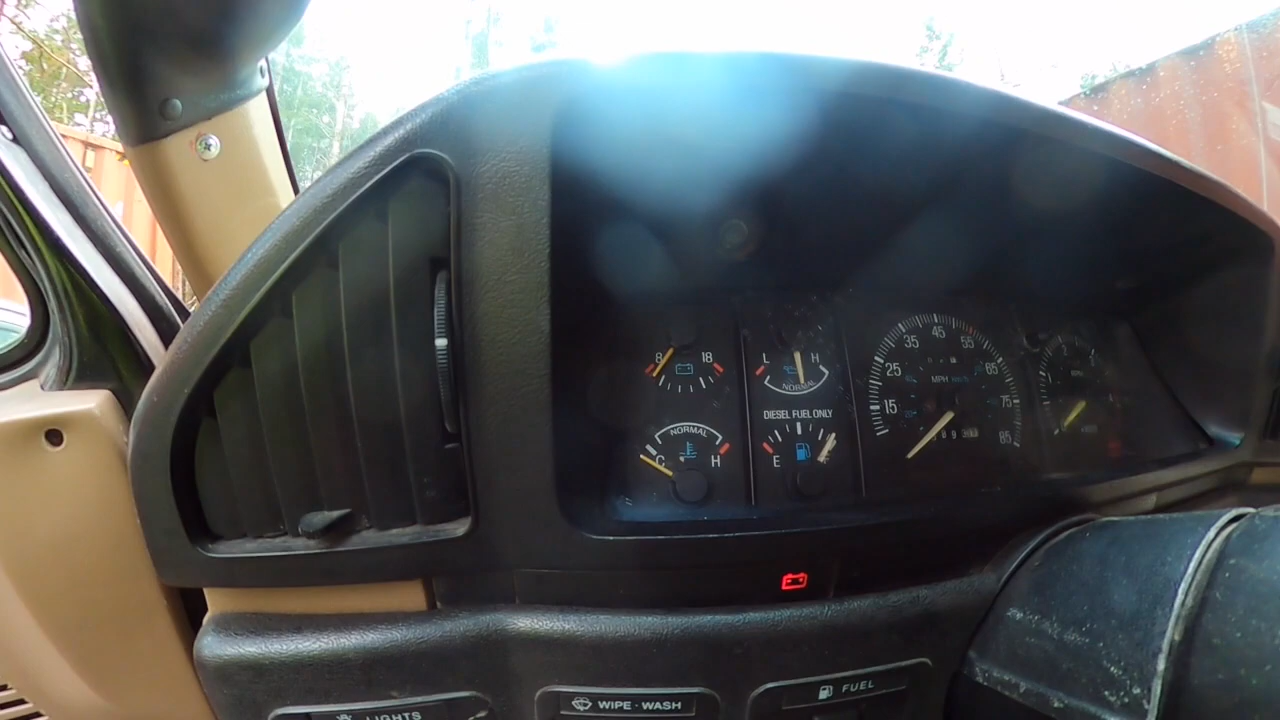 8 18
L H
NORMAL
NORMAL
C H
DIESEL FUEL ONLY
E
15 25 35 45 55 65 75 85
MPH
LIGHTS
WIPE - WASH
FUEL